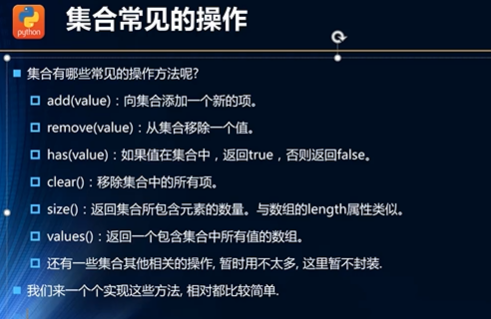 python
集合常见的操作
集合有哪些常见的操作方法呢?
add(value)：向集合添加一个新的项。
remove(value)：从集合移除一个值。
has(value)：如果值在集合中，返回true，否则返回false。
clear()：移除集合中的所有项。
size()：返回集合所包含元素的数量。与数组的length属性类似。
values()：返回一个包含集合中所有值的数组。
还有一些集合其他相关的操作, 暂时用不太多, 这里暂不封装.
我们来一个个实现这些方法, 相对都比较简单.